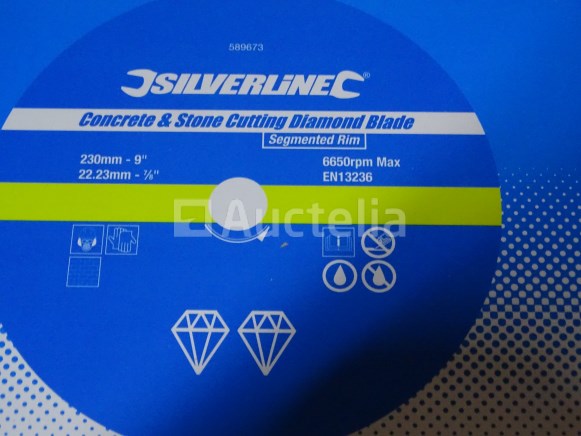 589673
SILVERLINE®
Concrete & Stone Cutting Diamond Blade
Segmented Rim
230mm - 9"
22.23mm - ⅞"
6650rpm Max
EN13236
Auctelia